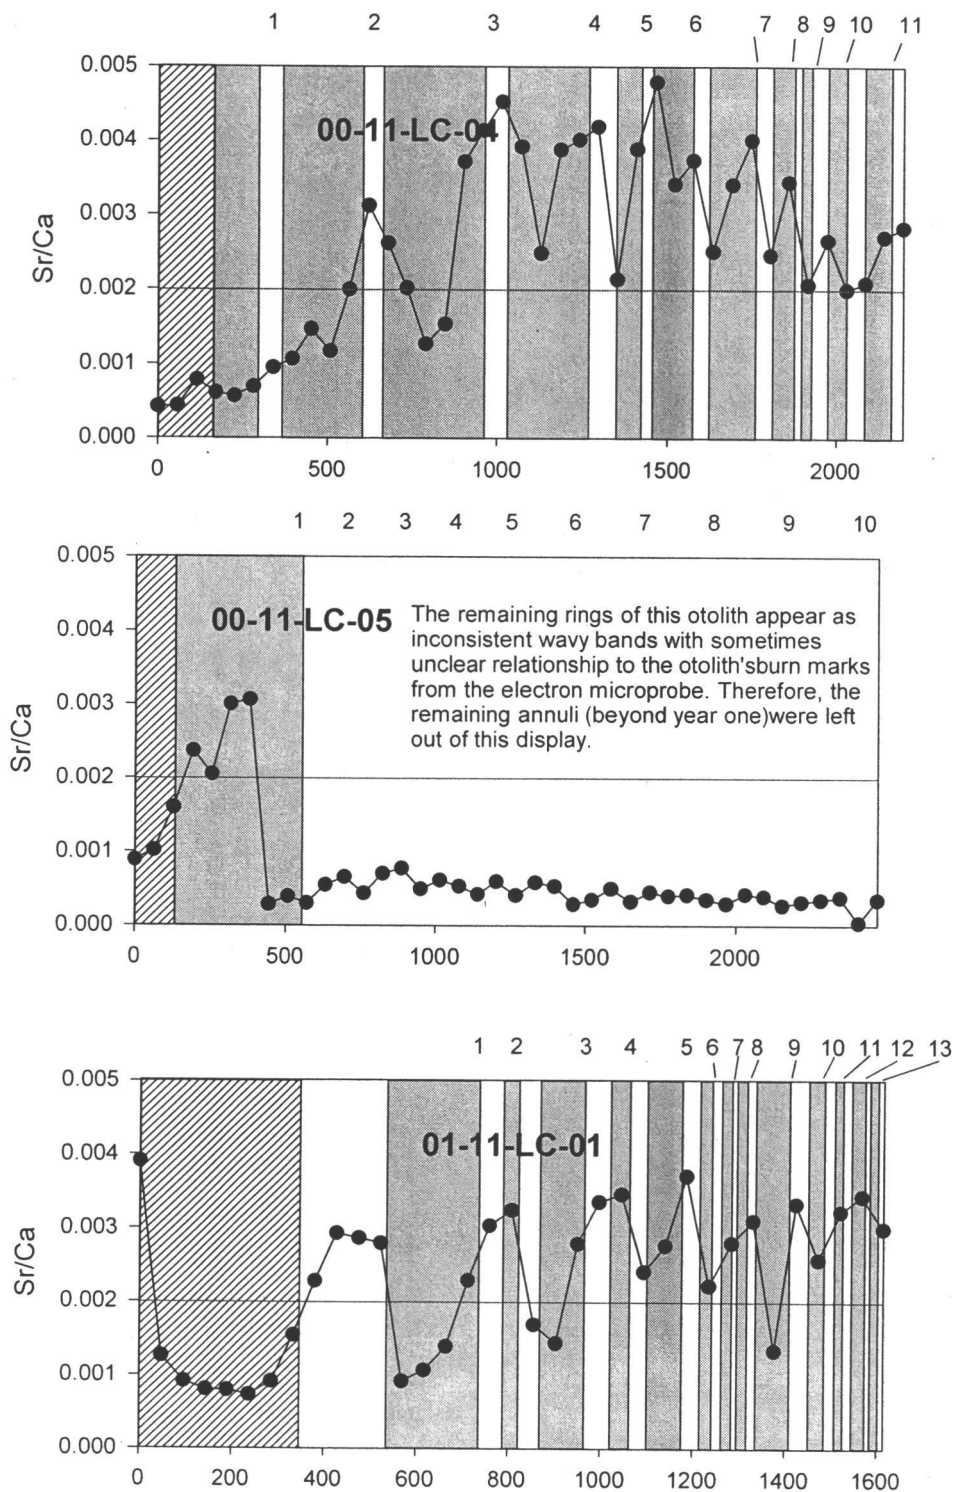 1 2 3 4 5 6 7 8 9 10 11
0.005
00-11-LC-04
0.004
0.003
Sr/Ca
0.002
0.001
0.000
0 500 1000 1500 2000
1 2 3 4 5 6 7 8 9 10
0.005
00-11-LC-05
The remaining rings of this otolith appear as
inconsistent wavy bands with sometimes
unclear relationship to the otolith'sburn marks
from the electron microprobe. Therefore, the
remaining annuli (beyond year one)were left
out of this display.
0.004
0.003
Sr/Ca
0.002
0.001
0.000
0 500 1000 1500 2000
1 2 3 4 5 6 7 8 9 10 11 12 13
0.005
01-11-LC-01
0.004
0.003
Sr/Ca
0.002
0.001
0.000
0 200 400 600 800 1000 1200 1400 1600